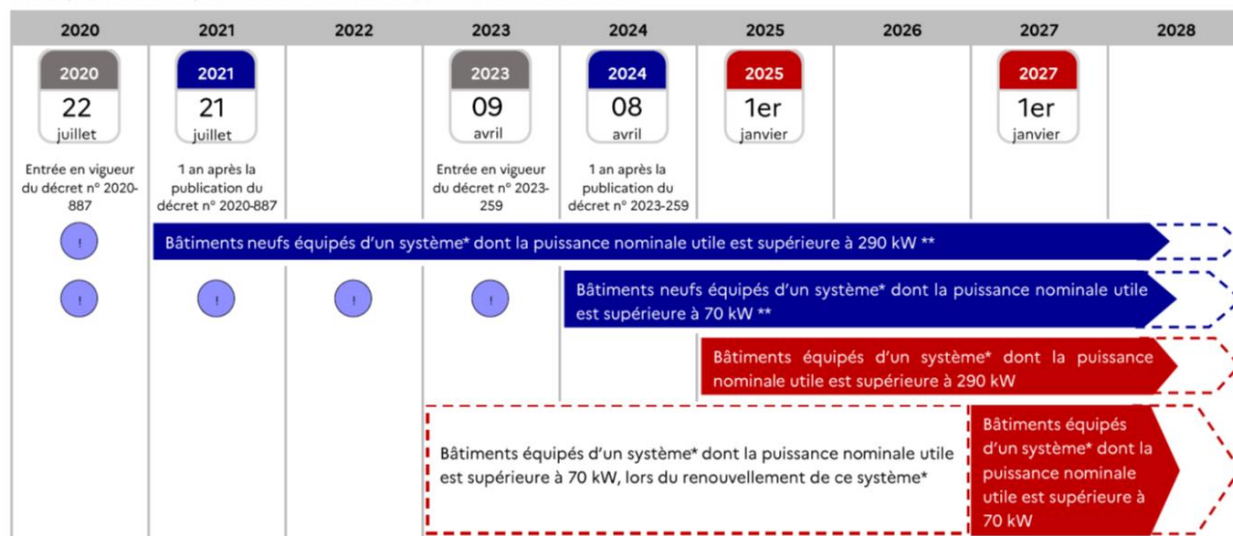 2020 2021 2022 2023 2024 2025 2026 2027 2028
2020
22
juillet
2021
21
juillet
2023
09
avril
2024
08
avril
2025
1er
janvier
2027
1er
janvier
Entrée en vigueur
du décret n° 2020-
887
1 an après la
publication du
décret n° 2020-887
Entrée en vigueur
du décret n° 2023-
259
1 an après la
publication du
décret n° 2023-259
!
Bâtiments neufs équipés d’un système* dont la puissance nominale utile est supérieure à 290 kW **
! ! ! !
Bâtiments neufs équipés d’un système* dont la puissance nominale utile
est supérieure à 70 kW **
Bâtiments équipés d’un système* dont la puissance
nominale utile est supérieure à 290 kW
Bâtiments équipés d’un système* dont la puissance nominale utile
est supérieure à 70 kW, lors du renouvellement de ce système*
Bâtiments équipés
d’un système* dont la
puissance nominale
utile est supérieure à
70 kW